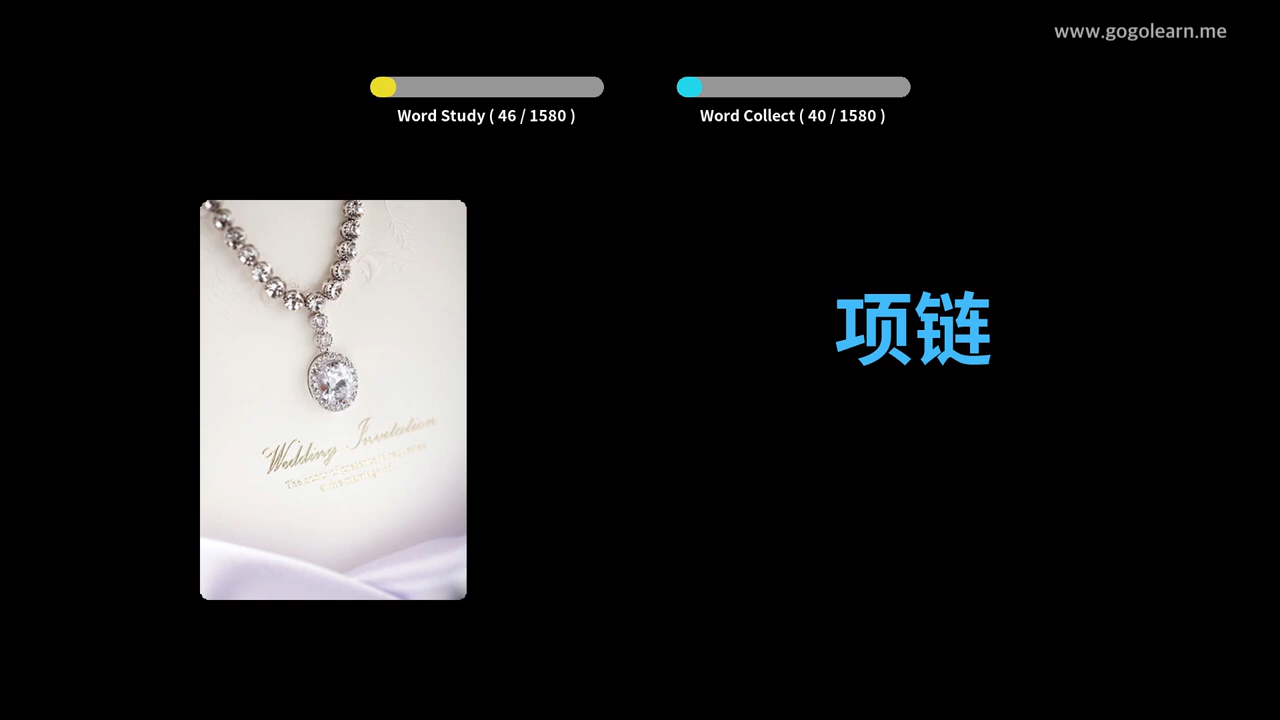 www.gogolearn.me
Word Study ( 46 / 1580 )
Word Collect ( 40 / 1580 )
项链
Wedding Invitation